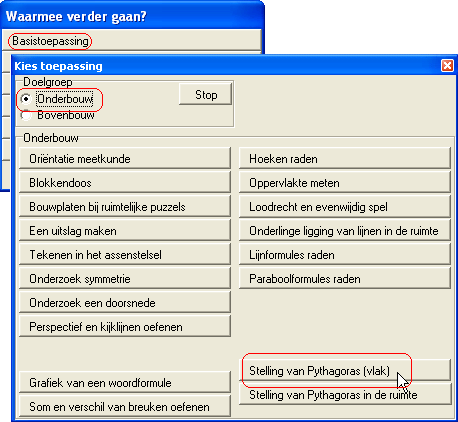 Waarmee verder gaan?
Basistoepassing
Kies toepassing
Doelgroep
Onderbouw
Bovenbouw
Stop
Onderbouw
Oriëntatie meetkunde
Blokkendoos
Bouwplaten bij ruimtelijke puzzels
Een uitslag maken
Tekenen in het assenstelsel
Onderzoek symmetrie
Onderzoek een doorsnede
Perspectief en kijklijnen oefenen
Grafiek van een woordformule
Som en verschil van breuken oefenen
Hoeken raden
Oppervlakte meten
Loodrecht en evenwijdig spel
Onderlinge ligging van lijnen in de ruimte
Lijnformules raden
Paraboolformules raden
Stelling van Pythagoras (vlak)
Stelling van Pythagoras in de ruimte